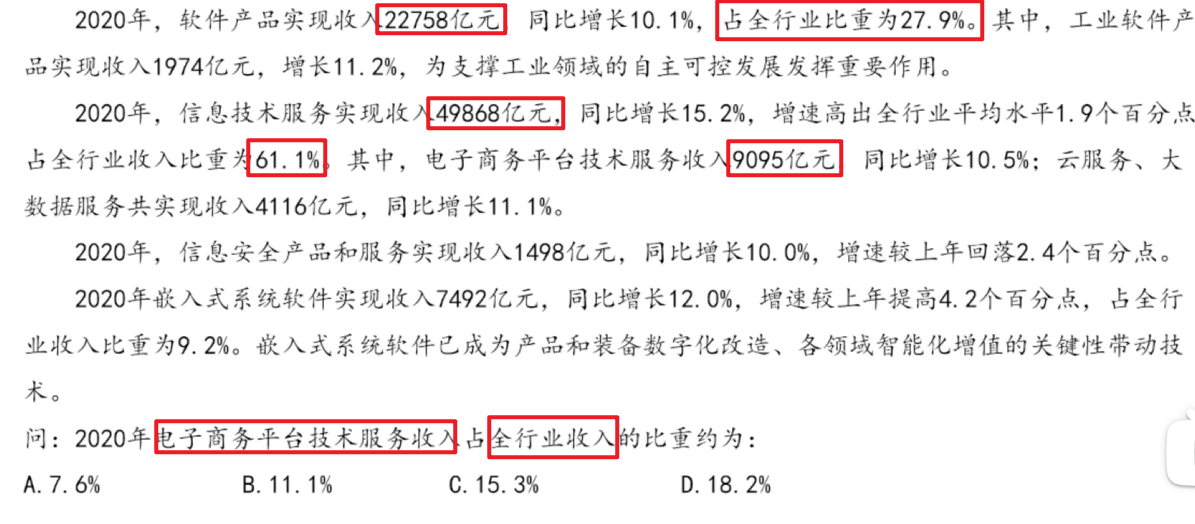 2020年，软件产品实现收入22758亿元，同比增长10.1%，占全行业比重为27.9%。其中，工业软件产
品实现收入1974亿元，增长11.2%，为支撑工业领域的自主可控发展发挥重要作用。
2020年，信息技术服务实现收入49868亿元，同比增长15.2%，增速高出全行业平均水平1.9个百分点
占全行业收入比重为61.1%。其中，电子商务平台技术服务收入9095亿元，同比增长10.5%；云服务、大
数据服务共实现收入4116亿元，同比增长11.1%。
2020年，信息安全产品和服务实现收入1498亿元，同比增长10.0%，增速较上年回落2.4个百分点。
2020年嵌入式系统软件实现收入7492亿元，同比增长12.0%，增速较上年提高4.2个百分点，占全行
业收入比重为9.2%。嵌入式系统软件已成为产品和装备数字化改造、各领域智能化增值的关键性带动技
术。
问：2020年电子商务平台技术服务收入占全行业收入的比重约为：
A.7.6% B.11.1% C.15.3% D.18.2%